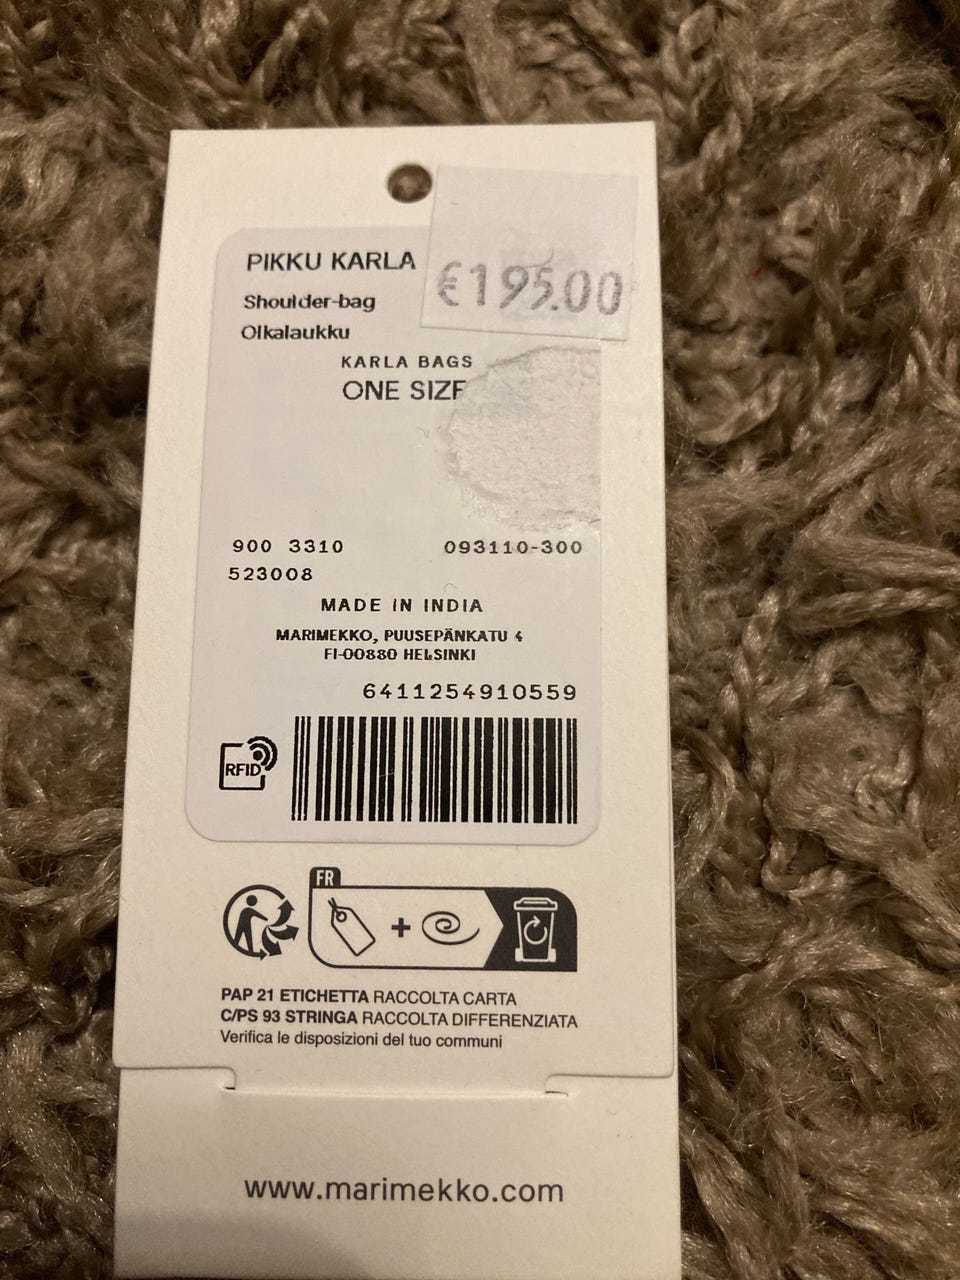 PIKKU KARLA
€195.00
Shoulder-bag
Olkalaukku
KARLA BAGS
ONE SIZE
900 3310 093110-300
523008
MADE IN INDIA
MARIMEKKO, PUUSEPÄNKATU 4
FI-00880 HELSINKI
6411254910559
RFID
FR
PAP 21 ETICHETTA RACCOLTA CARTA
C/PS 93 STRINGA RACCOLTA DIFFERENZIATA
Verifica le disposizioni del tuo communi
www.marimekko.com